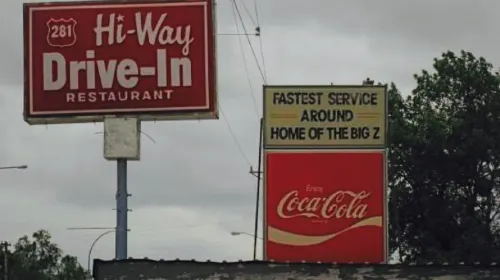 281
Hi-Way
Drive-In
RESTAURANT
FASTEST SERVICE
AROUND
HOME OF THE BIG Z
Enjoy
Coca-Cola